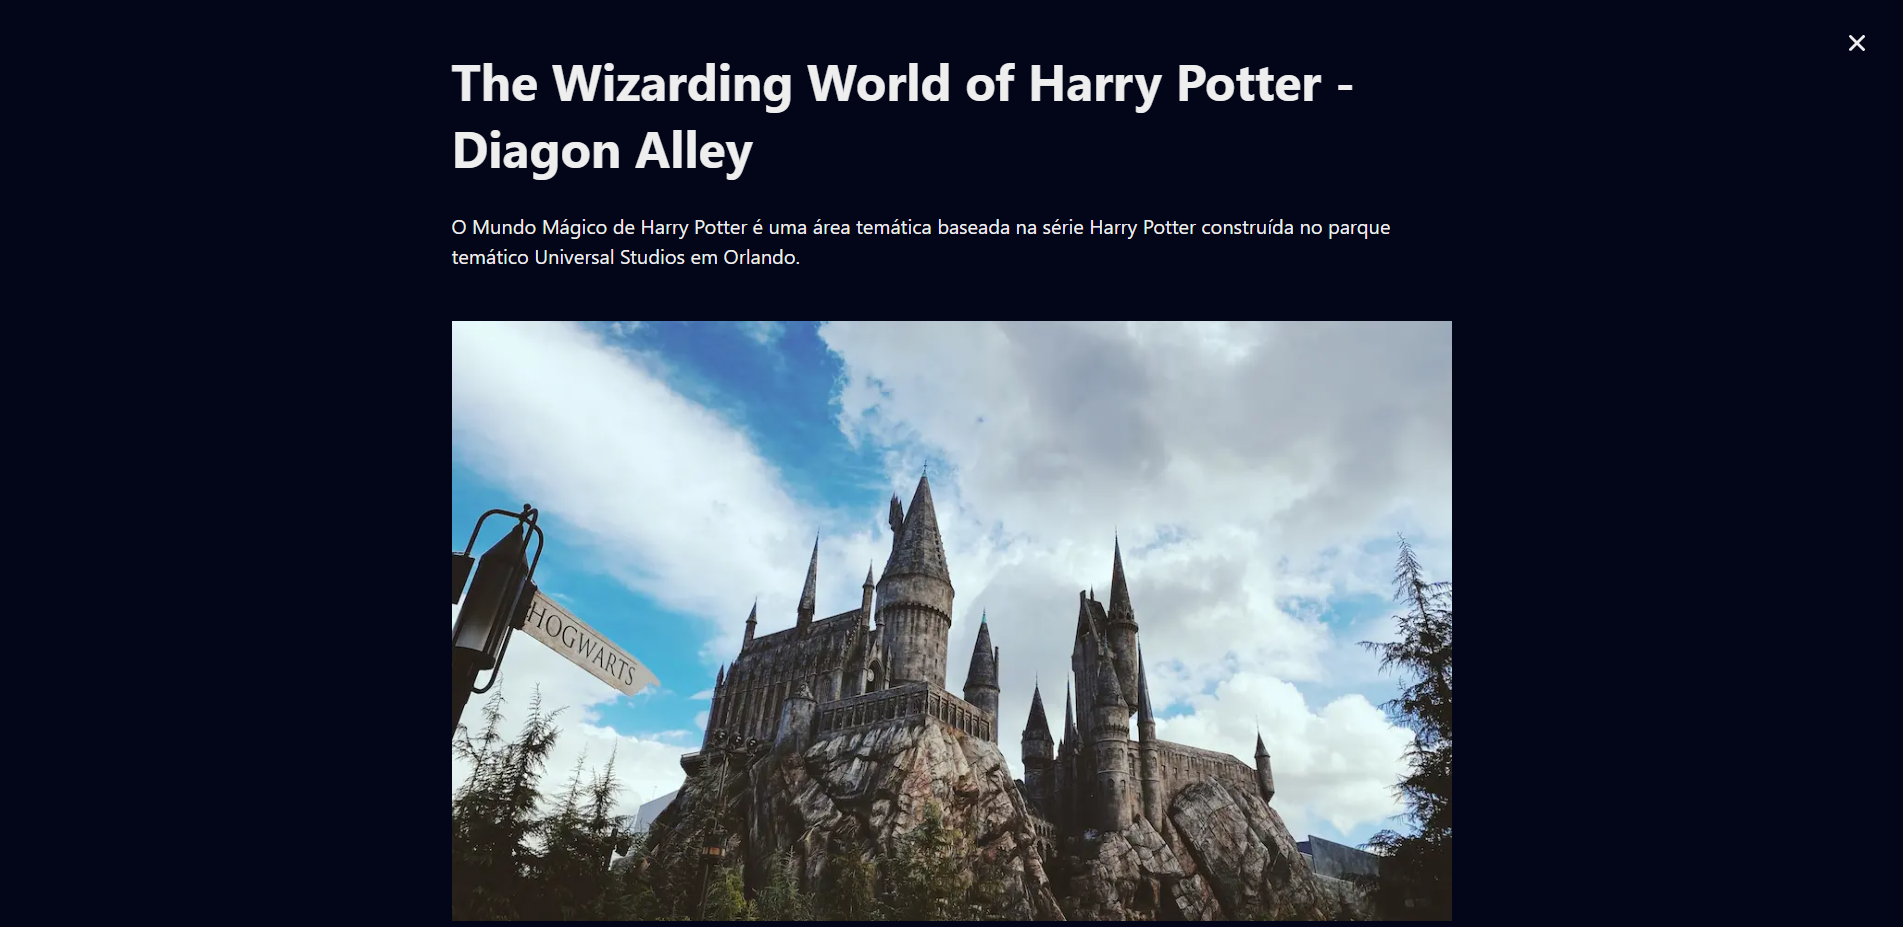 The Wizarding World of Harry Potter -
Diagon Alley
O Mundo Mágico de Harry Potter é uma área temática baseada na série Harry Potter construída no parque
temático Universal Studios em Orlando.
HOGWARTS